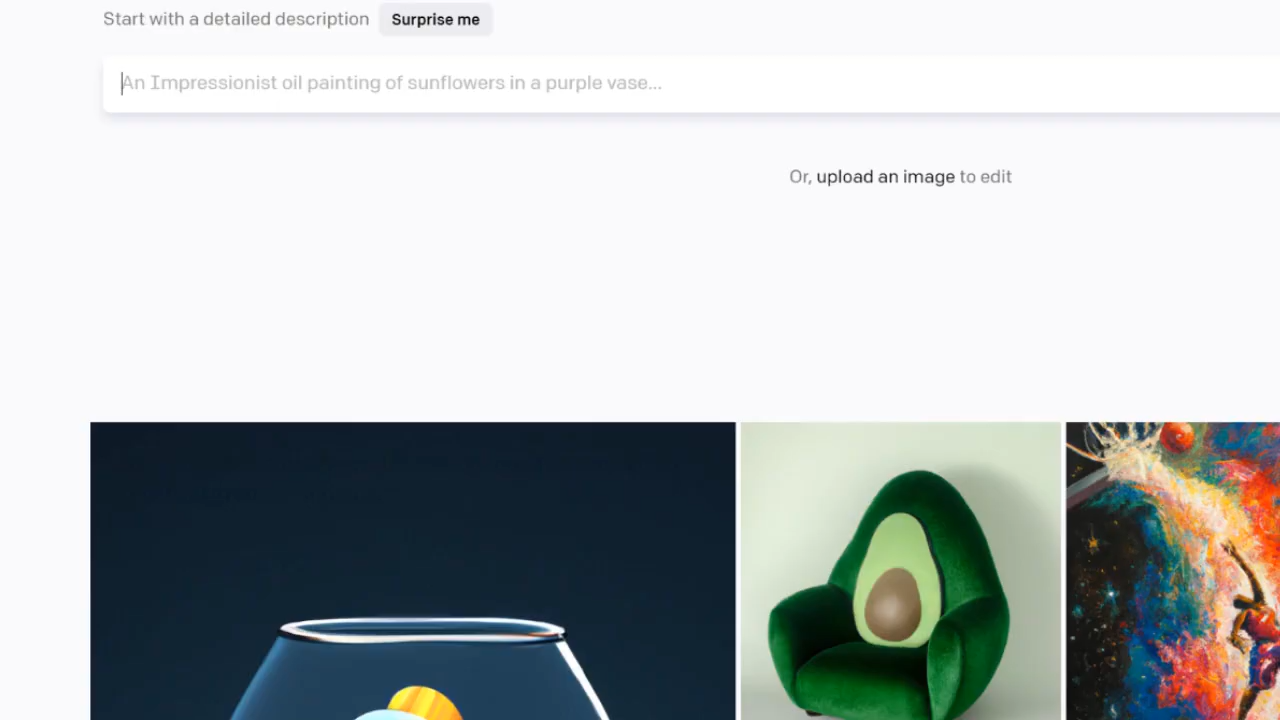 Start with a detailed description Surprise me
An Impressionist oil painting of sunflowers in a purple vase...
Or, upload an image to edit